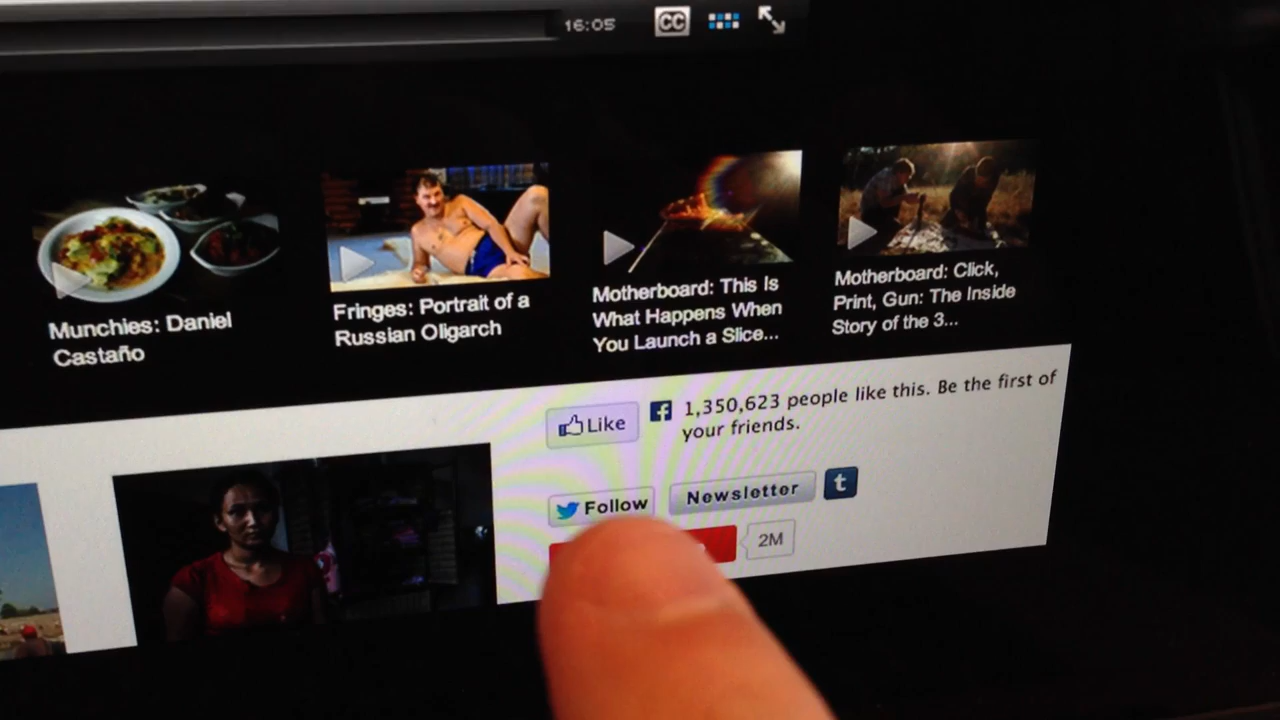 16:05
CC
Munchies: Daniel
Castaño
Fringes: Portrait of a
Russian Oligarch
Motherboard: This Is
What Happens When
You Launch a Slice...
Motherboard: Click,
Print, Gun: The Inside
Story of the 3...
Like
f
1,350,623 people like this. Be the first of
your friends.
Follow
Newsletter
t
2M